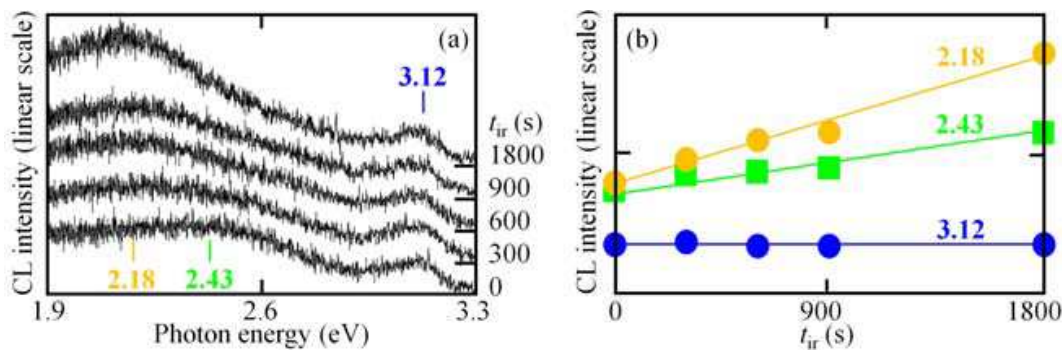 (a)
CL intensity (linear scale)
3.12
t_ir (s)
1800
900
600
300
0
2.18
2.43
1.9
2.6
3.3
Photon energy (eV)
(b)
CL intensity (linear scale)
2.18
2.43
3.12
0
900
1800
t_ir (s)